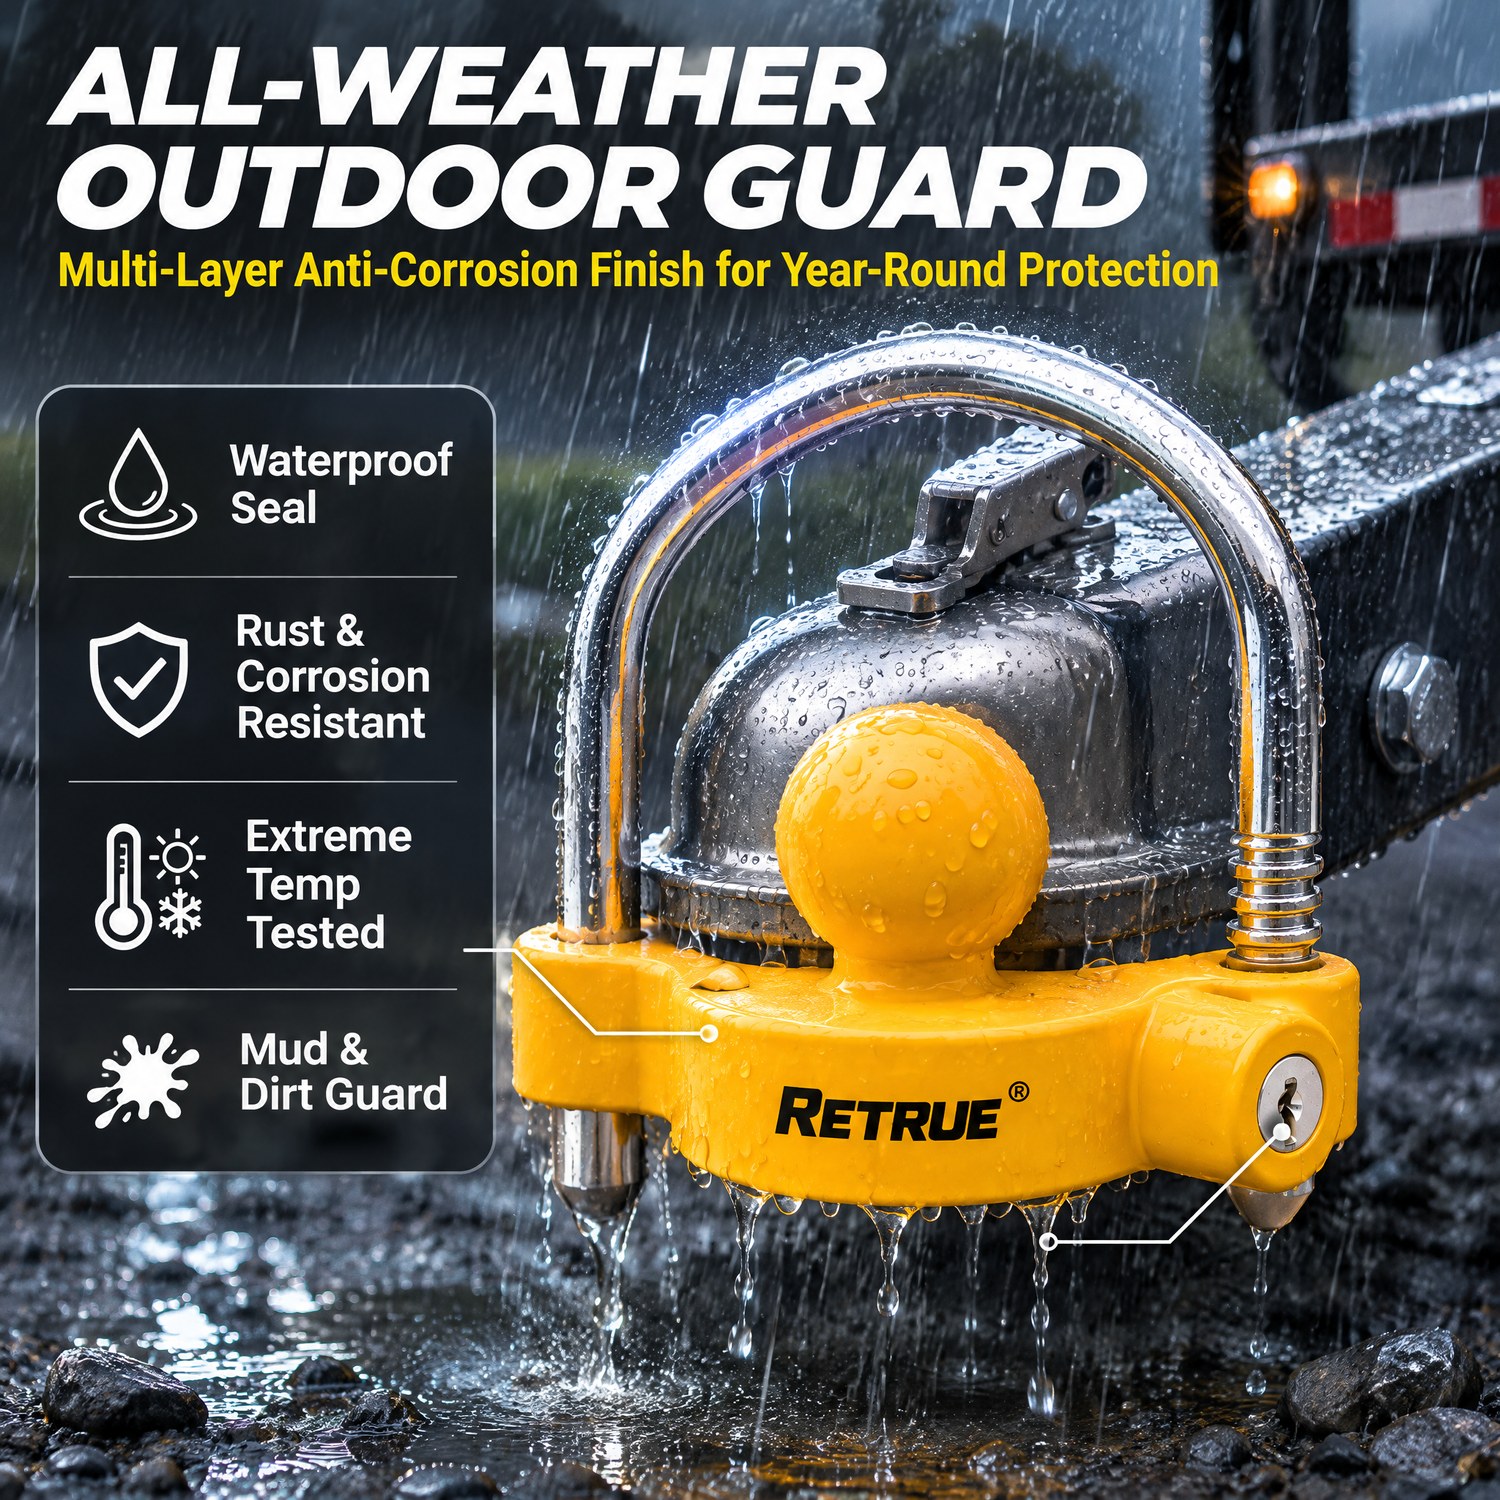 ALL-WEATHER
OUTDOOR GUARD
Multi-Layer Anti-Corrosion Finish for Year-Round Protection
Waterproof
Seal
Rust &
Corrosion
Resistant
Extreme
Temp
Tested
Mud &
Dirt Guard
RETRUE®